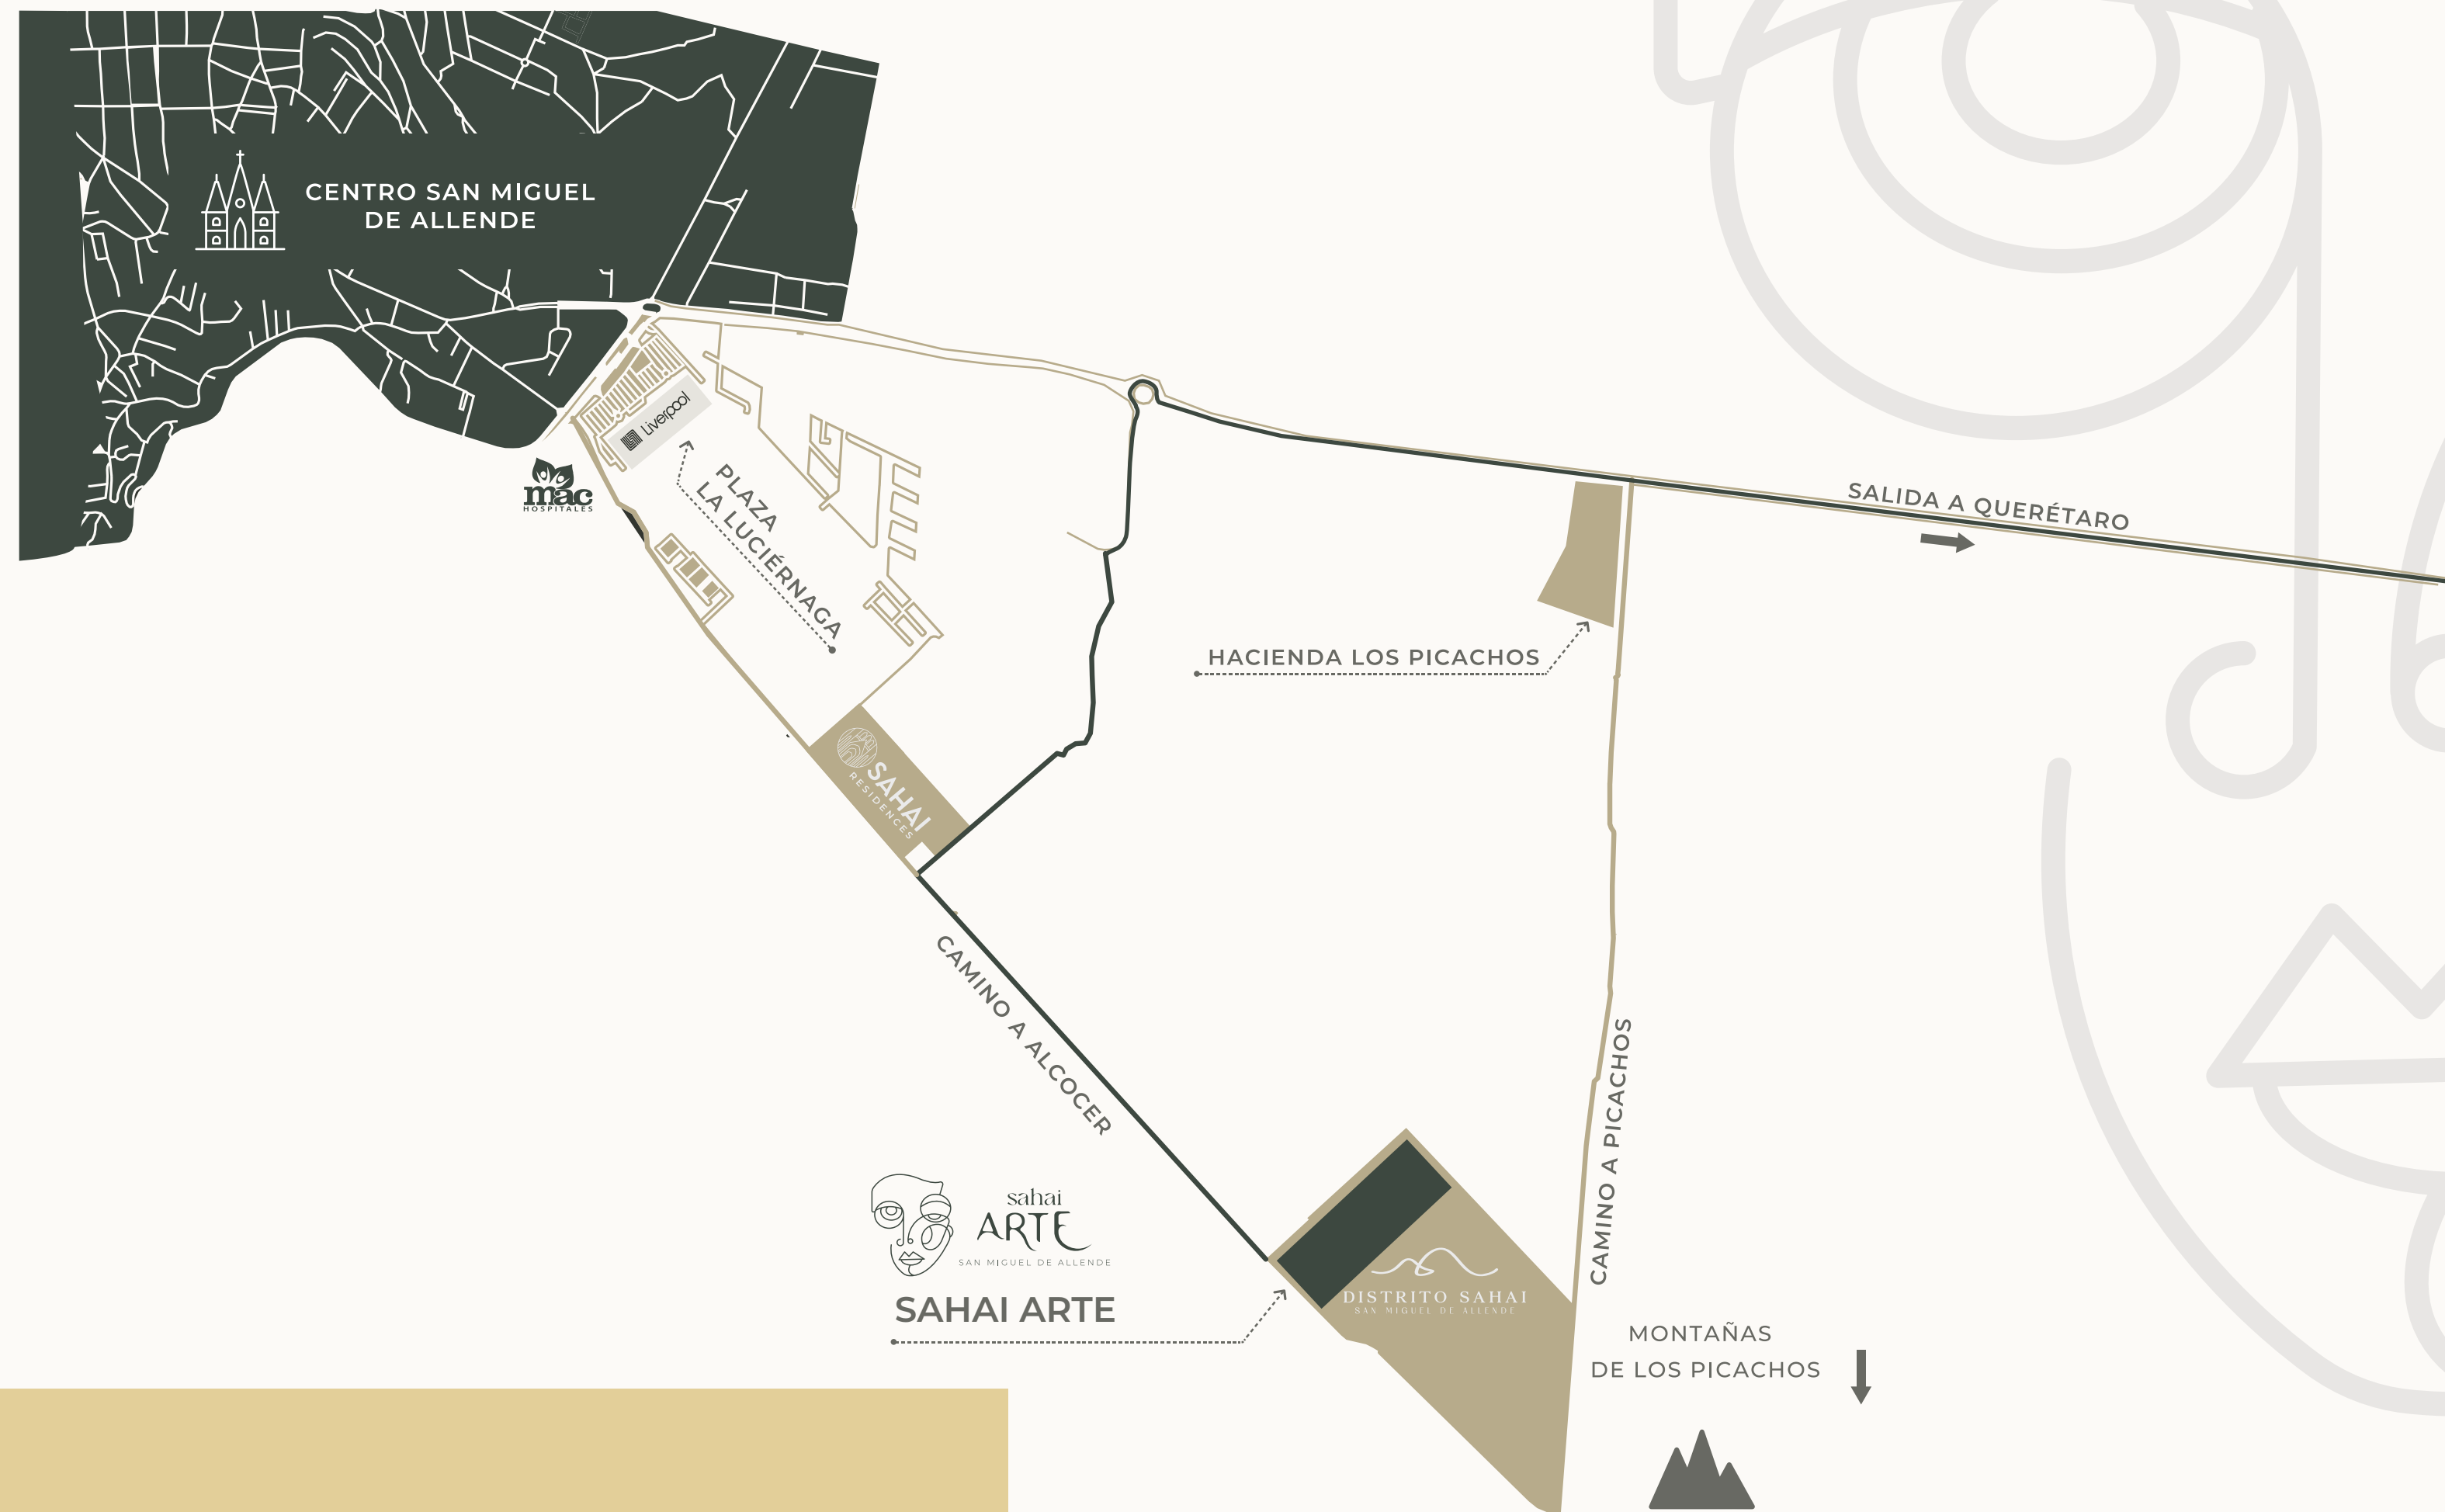 CENTRO SAN MIGUEL
DE ALLENDE
Liverpool
mac
HOSPITALES
PLAZA
LA LUCIÉRNAGA
SALIDA A QUERÉTARO
HACIENDA LOS PICACHOS
SAHAI
RESIDENCES
CAMINO A ALCOCER
CAMINO A PICACHOS
sahai
ARTE
SAN MIGUEL DE ALLENDE
SAHAI ARTE
DISTRITO SAHAI
SAN MIGUEL DE ALLENDE
MONTAÑAS
DE LOS PICACHOS